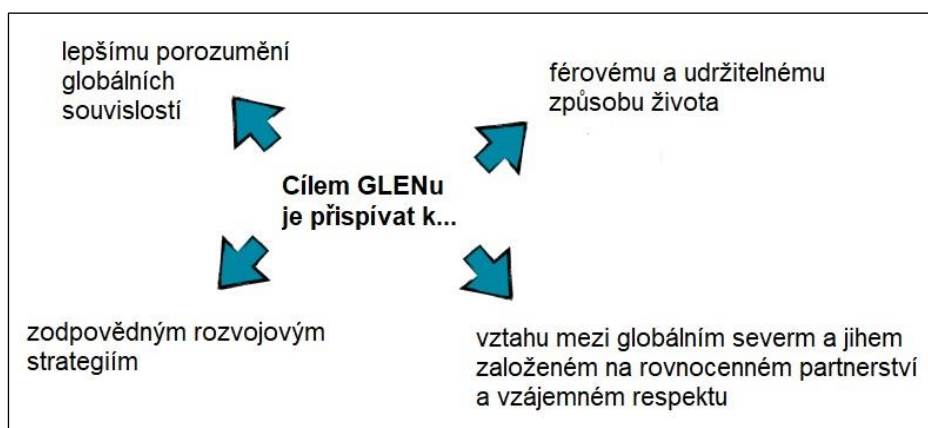 lepšímu porozumění
globálních
souvislostí
férovému a udržitelnému
způsobu života
Cílem GLENu
je přispívat k...
zodpovědným rozvojovým
strategiím
vztahu mezi globálním severm a jihem
založeném na rovnocenném partnerství
a vzájemném respektu